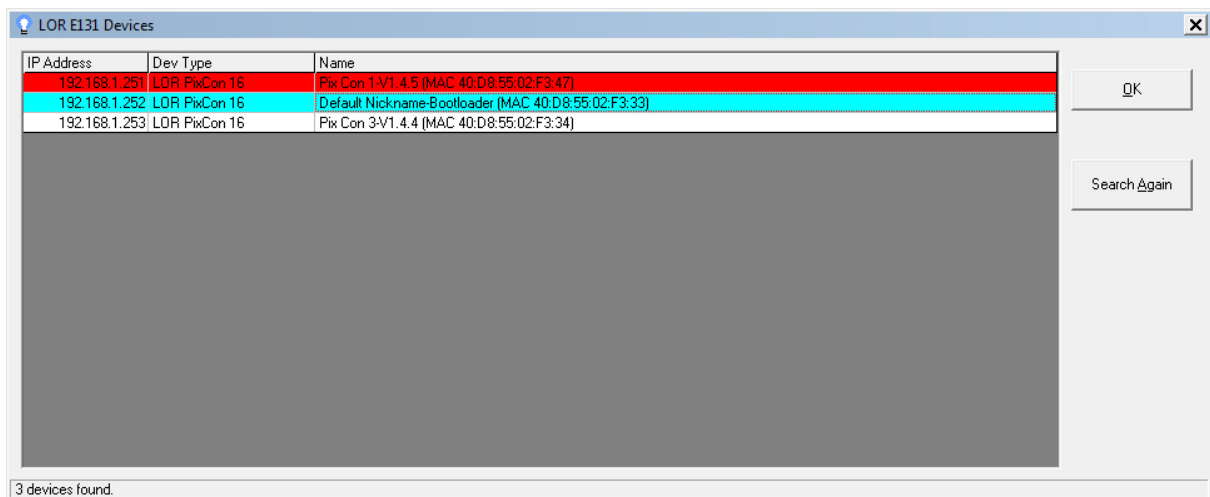 LOR E131 Devices
IP Address Dev Type Name
192.168.1.251 LOR PixCon 16 Pix Con 1-V1.4.5 (MAC 40:D8:55:02:F3:47)
192.168.1.252 LOR PixCon 16 Default Nickname-Bootloader (MAC 40:D8:55:02:F3:33)
192.168.1.253 LOR PixCon 16 Pix Con 3-V1.4.4 (MAC 40:D8:55:02:F3:34)
OK
Search Again
3 devices found.